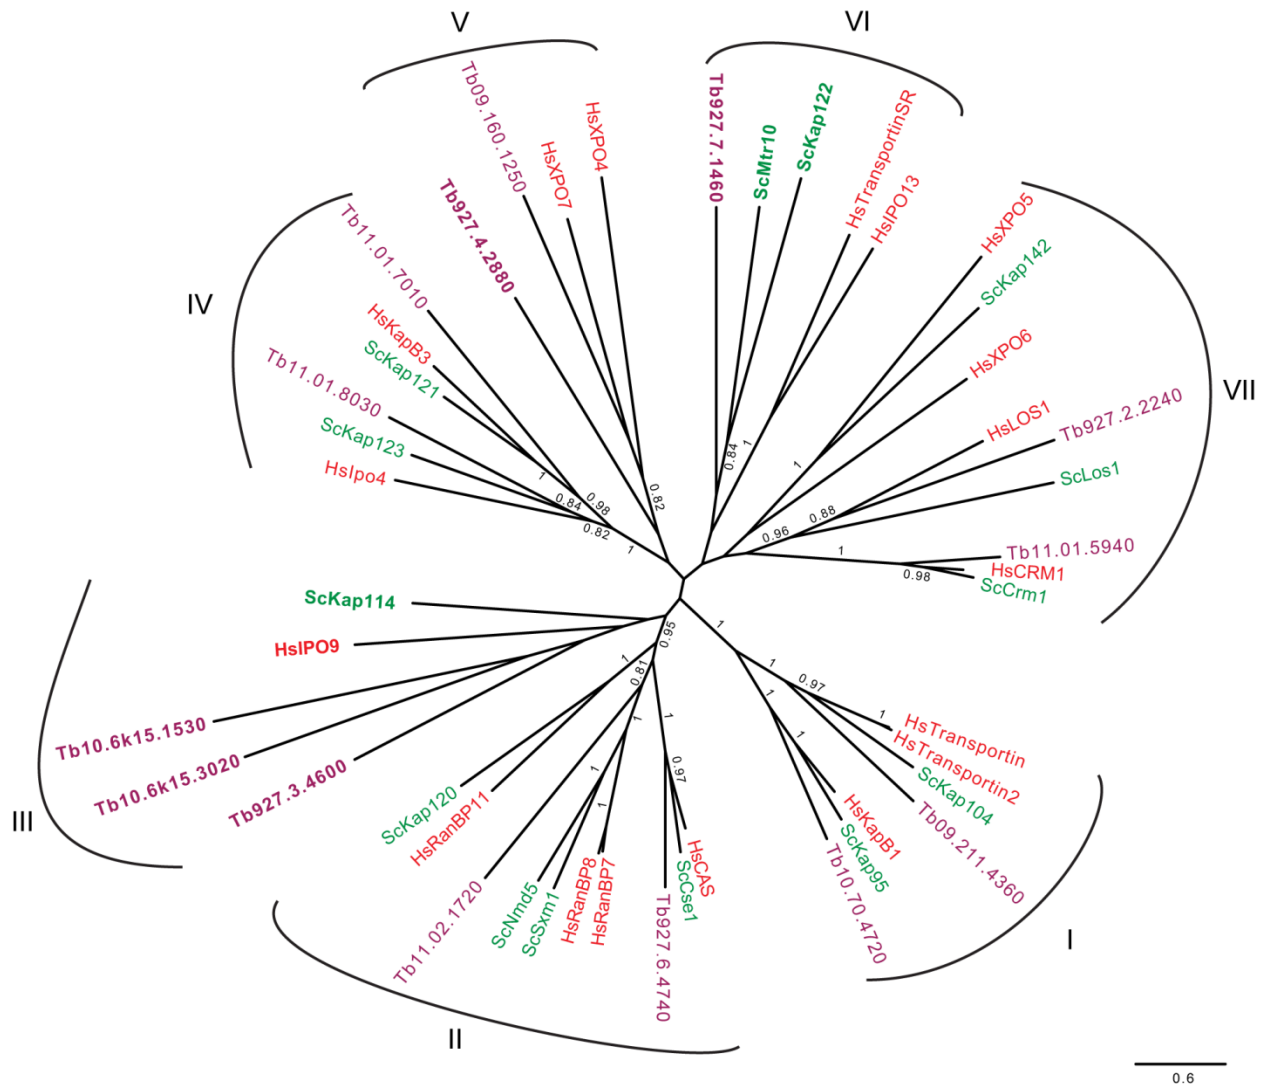 V
VI
Tb09.160.1250
HsXPO7
HsXPO4
Tb927.4.2880
Tb927.7.1460
ScMtr10
ScKap122
HsTransportinSR
HsIPO13
IV
Tb11.01.7010
HsKapB3
ScKap121
Tb11.01.8030
ScKap123
HsIpo4
HsXPO5
ScKap142
HsXPO6
HsLOS1
Tb927.2.2240
ScLos1
VII
Tb11.01.5940
HsCRM1
ScCrm1
0.84
1
1
0.82
1
0.98
0.84
0.82
1
0.96
0.88
1
0.98
ScKap114
HsIPO9
Tb10.6k15.1530
Tb10.6k15.3020
Tb927.3.4600
III
0.95
1
0.81
1
1
1
1
0.97
1
1
0.97
1
1
1
ScKap120
HsRanBP11
Tb11.02.1720
ScNmd5
ScSxm1
HsRanBP8
HsRanBP7
HsCAS
ScCse1
Tb927.6.4740
II
HsTransportin
HsTransportin2
ScKap104
Tb09.211.4360
HsKapB1
ScKap95
Tb10.70.4720
I
0.6